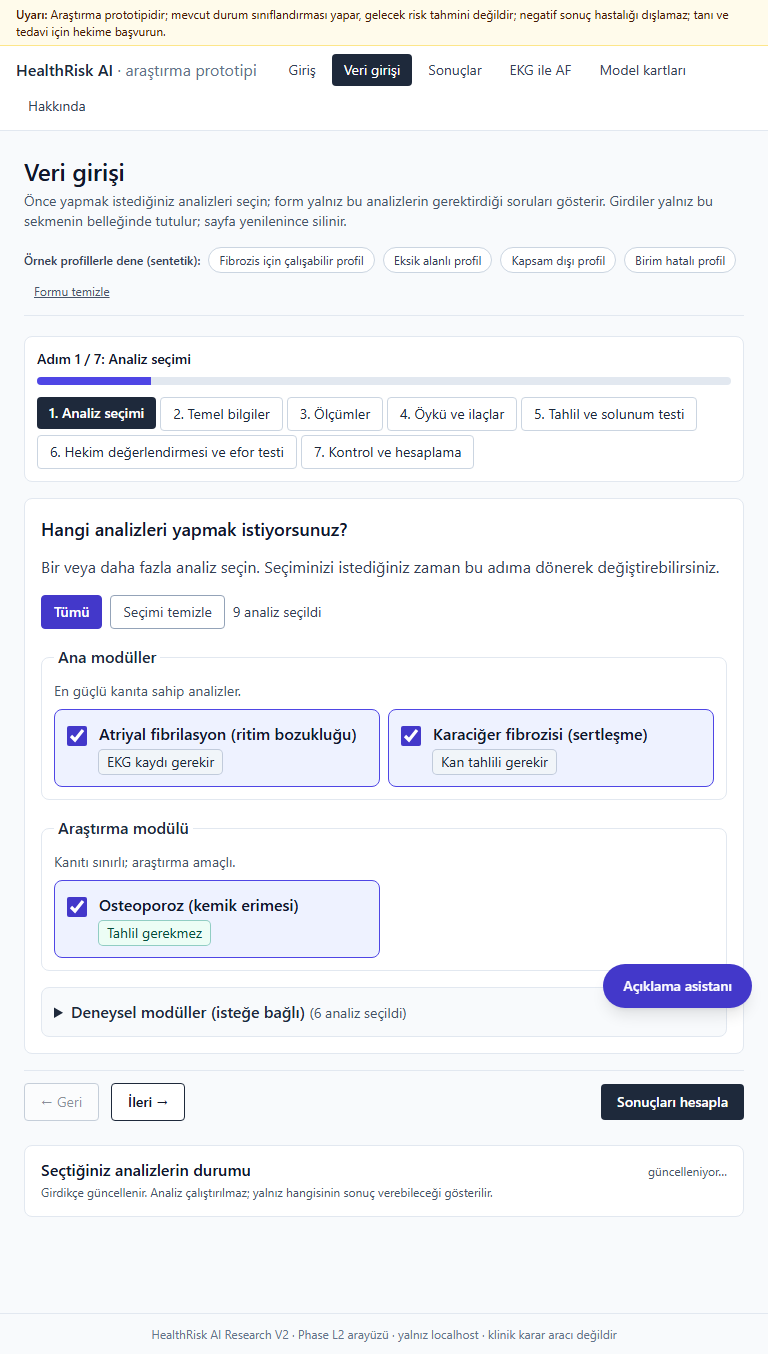 Uyarı: Araştırma prototipidir; mevcut durum sınıflandırması yapar, gelecek risk tahmini değildir; negatif sonuç hastalığı dışlamaz; tanı ve
tedavi için hekime başvurun.
HealthRisk AI · araştırma prototipi
Giriş
Veri girişi
Sonuçlar
EKG ile AF
Model kartları
Hakkında
Veri girişi
Önce yapmak istediğiniz analizleri seçin; form yalnız bu analizlerin gerektirdiği soruları gösterir. Girdiler yalnız bu
sekmenin belleğinde tutulur; sayfa yenilenince silinir.
Örnek profillerle dene (sentetik):
Fibrozis için çalışabilir profil
Eksik alanlı profil
Kapsam dışı profil
Birim hatalı profil
Formu temizle
Adım 1 / 7: Analiz seçimi
1. Analiz seçimi
2. Temel bilgiler
3. Ölçümler
4. Öykü ve ilaçlar
5. Tahlil ve solunum testi
6. Hekim değerlendirmesi ve efor testi
7. Kontrol ve hesaplama
Hangi analizleri yapmak istiyorsunuz?
Bir veya daha fazla analiz seçin. Seçiminizi istediğiniz zaman bu adıma dönerek değiştirebilirsiniz.
Tümü
Seçimi temizle
9 analiz seçildi
Ana modüller
En güçlü kanıta sahip analizler.
Atriyal fibrilasyon (ritim bozukluğu)
EKG kaydı gerekir
Karaciğer fibrozisi (sertleşme)
Kan tahlili gerekir
Araştırma modülü
Kanıtı sınırlı; araştırma amaçlı.
Osteoporoz (kemik erimesi)
Tahlil gerekmez
Açıklama asistanı
▶ Deneysel modüller (isteğe bağlı) (6 analiz seçildi)
← Geri
İleri →
Sonuçları hesapla
Seçtiğiniz analizlerin durumu
güncelleniyor...
Girdikçe güncellenir. Analiz çalıştırılmaz; yalnız hangisinin sonuç verebileceği gösterilir.
HealthRisk AI Research V2 · Phase L2 arayüzü · yalnız localhost · klinik karar aracı değildir